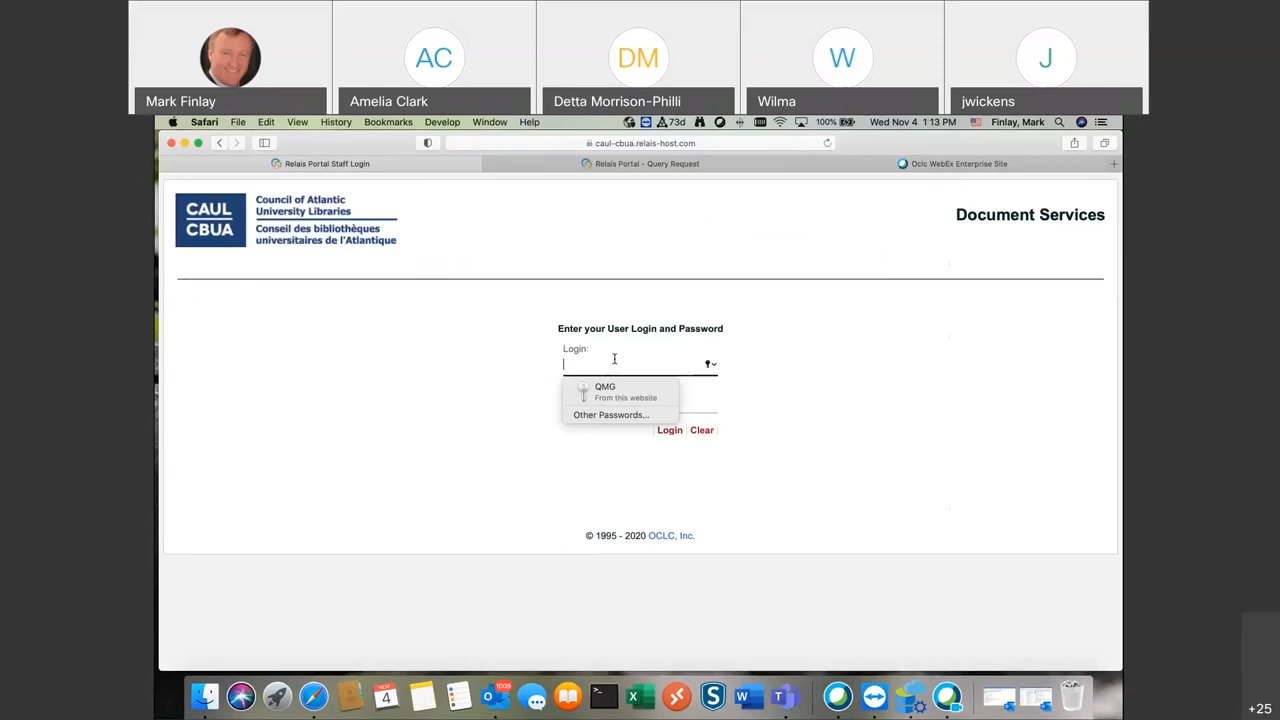 AC
DM
W
J
Mark Finlay
Amelia Clark
Detta Morrison-Philli
Wilma
jwickens
Safari File Edit View History Bookmarks Develop Window Help
73d
100%
Wed Nov 4 1:13 PM
Finlay, Mark
caul-cbua.relais-host.com
Relais Portal Staff Login
Relais Portal - Query Request
Oclc WebEx Enterprise Site
CAUL
CBUA
Council of Atlantic
University Libraries
Conseil des bibliothèques
universitaires de l'Atlantique
Document Services
Enter your User Login and Password
Login:
QMG
From this website
Other Passwords...
Login Clear
© 1995 - 2020 OCLC, Inc.
4
1009
+25